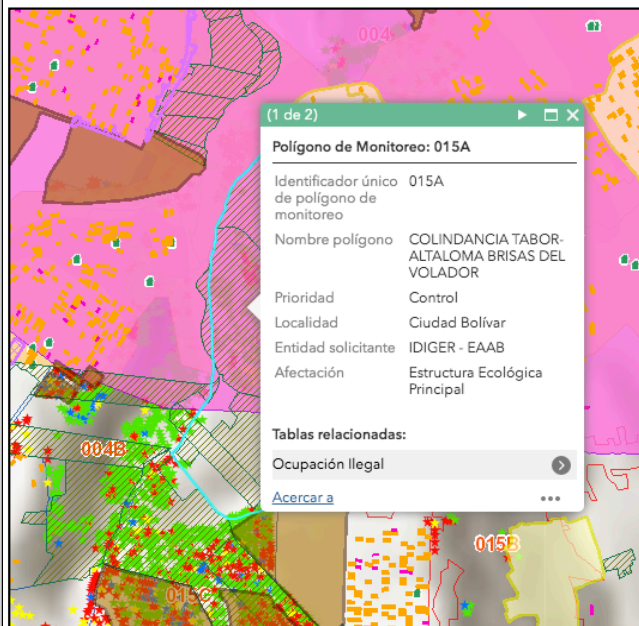 004
(1 de 2)
Polígono de Monitoreo: 015A
Identificador único de polígono de monitoreo 015A
Nombre polígono COLINDANCIA TABOR-ALTALOMA BRISAS DEL VOLADOR
Prioridad Control
Localidad Ciudad Bolívar
Entidad solicitante IDIGER - EAAB
Afectación Estructura Ecológica Principal
Tablas relacionadas:
Ocupación Ilegal
Acercar a
004B
015B
015C